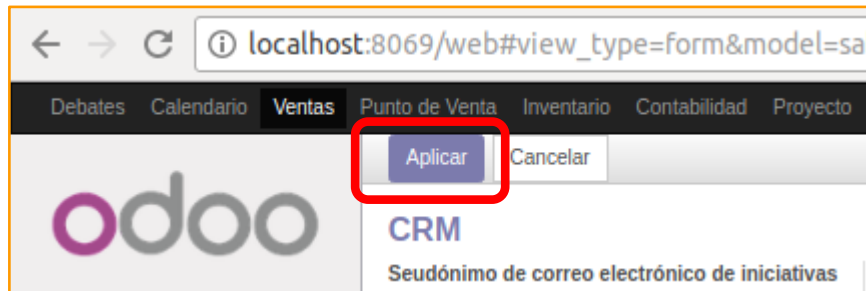 localhost:8069/web#view_type=form&model=sa
Debates Calendario Ventas Punto de Venta Inventario Contabilidad Proyecto
Aplicar Cancelar
odoo
CRM
Seudónimo de correo electrónico de iniciativas